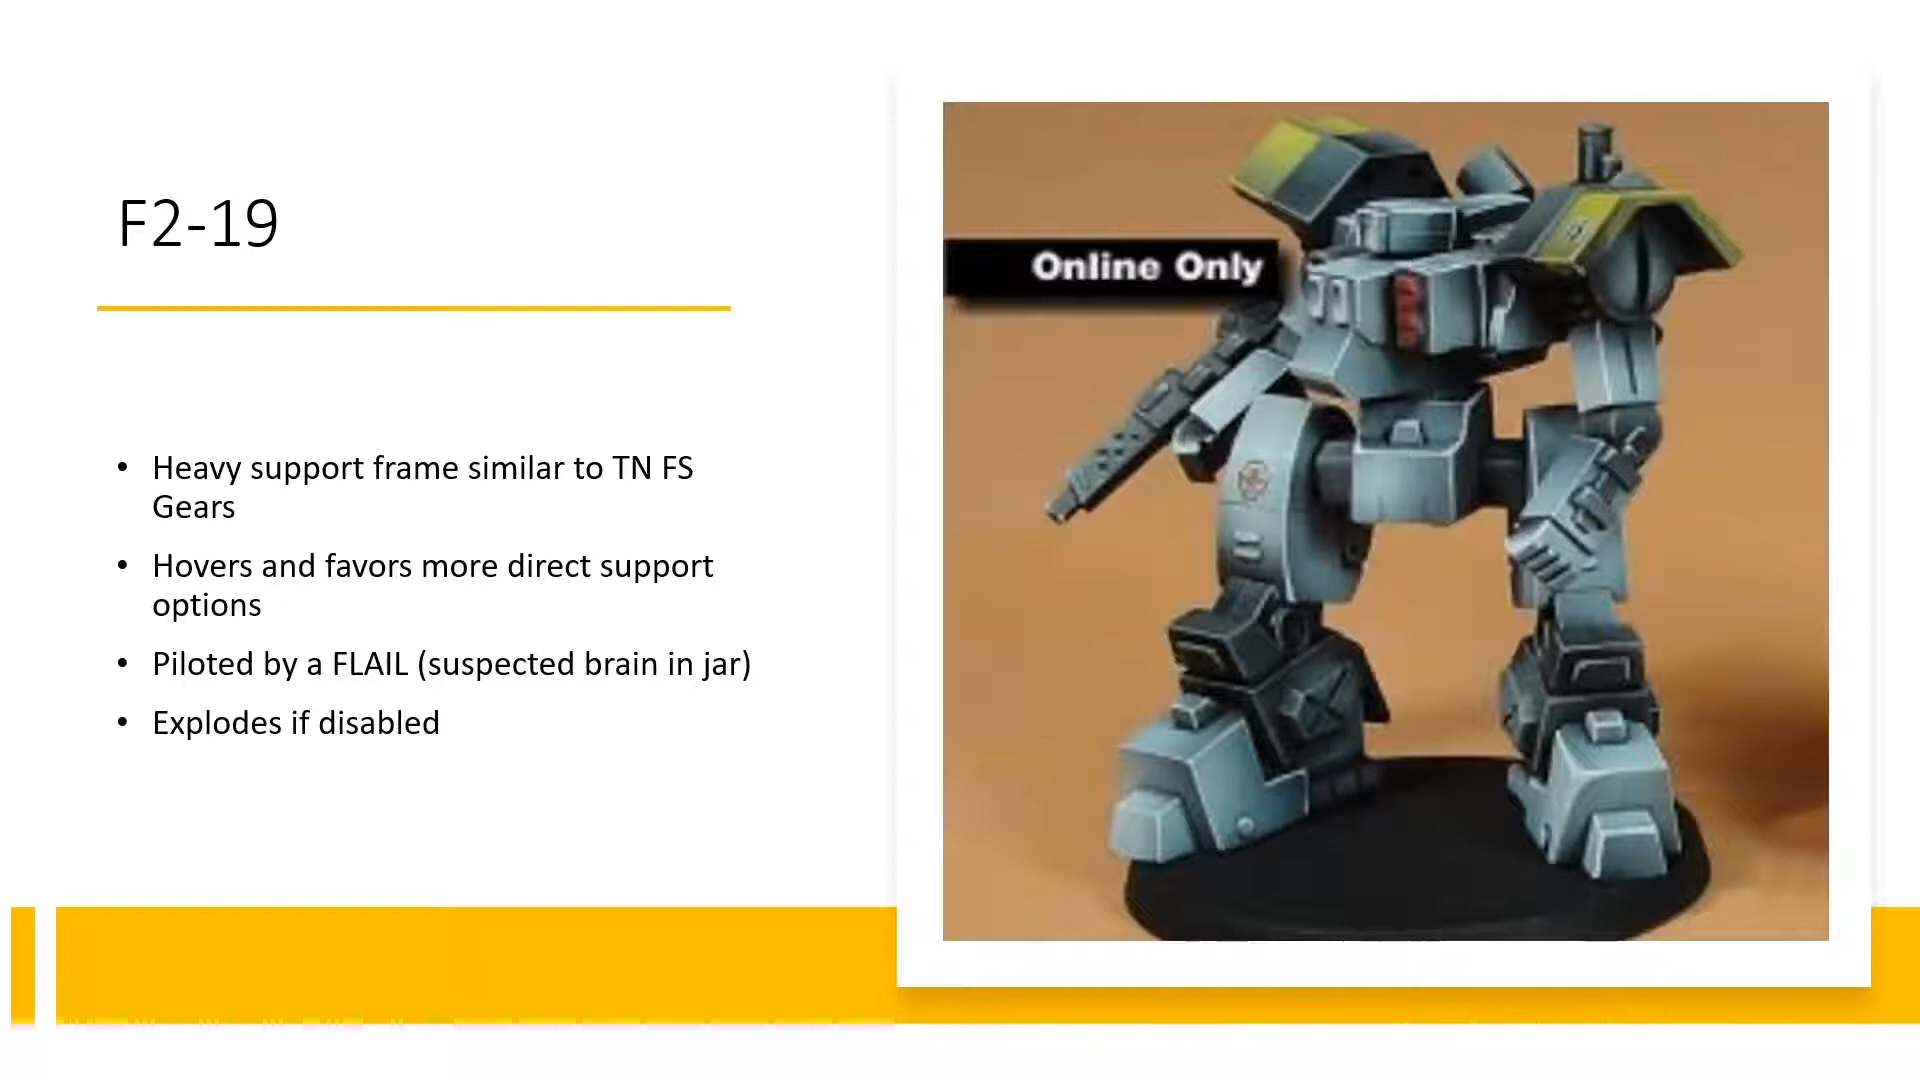 F2-19
Online Only
• Heavy support frame similar to TN FS
Gears
• Hovers and favors more direct support
options
• Piloted by a FLAIL (suspected brain in jar)
• Explodes if disabled